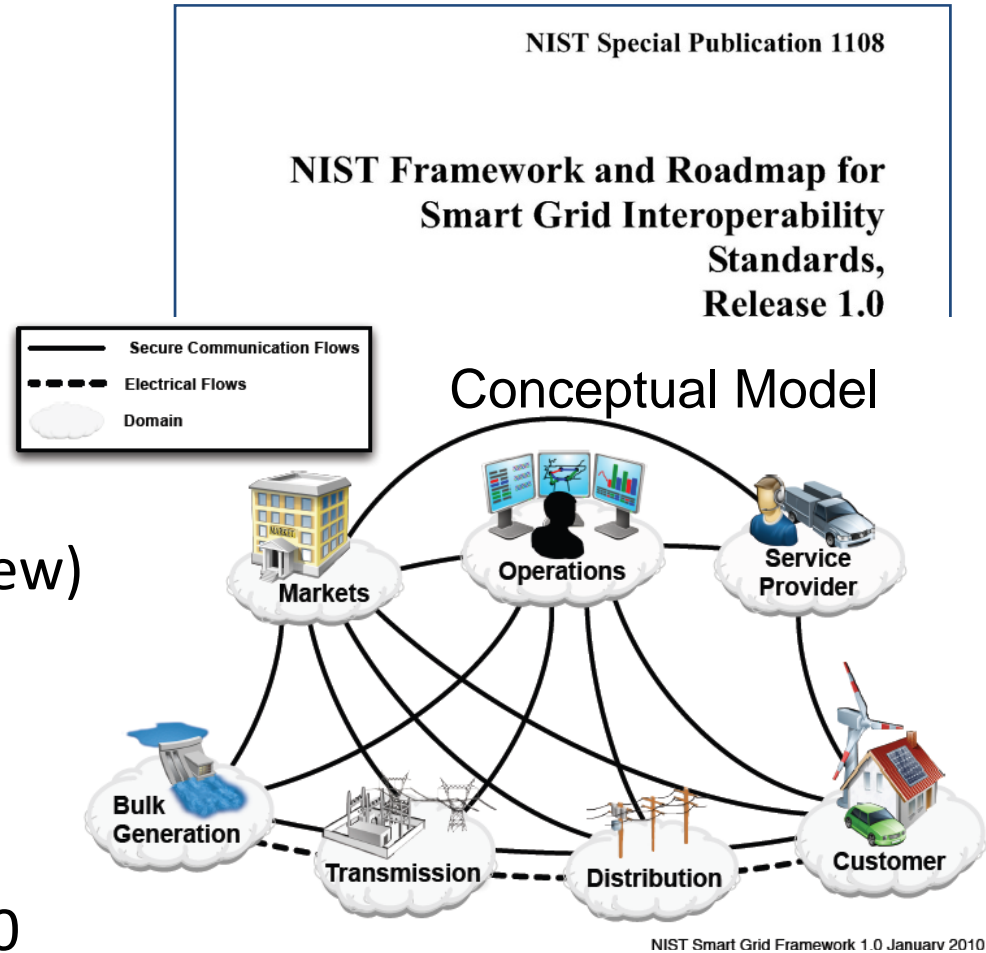 NIST Special Publication 1108
NIST Framework and Roadmap for
Smart Grid Interoperability
Standards,
Release 1.0
Secure Communication Flows
Electrical Flows
Domain
Conceptual Model
MARKET
Markets
Operations
Service
Provider
ew)
Bulk
Generation
Transmission
Distribution
Customer
0
NIST Smart Grid Framework 1.0 January 2010